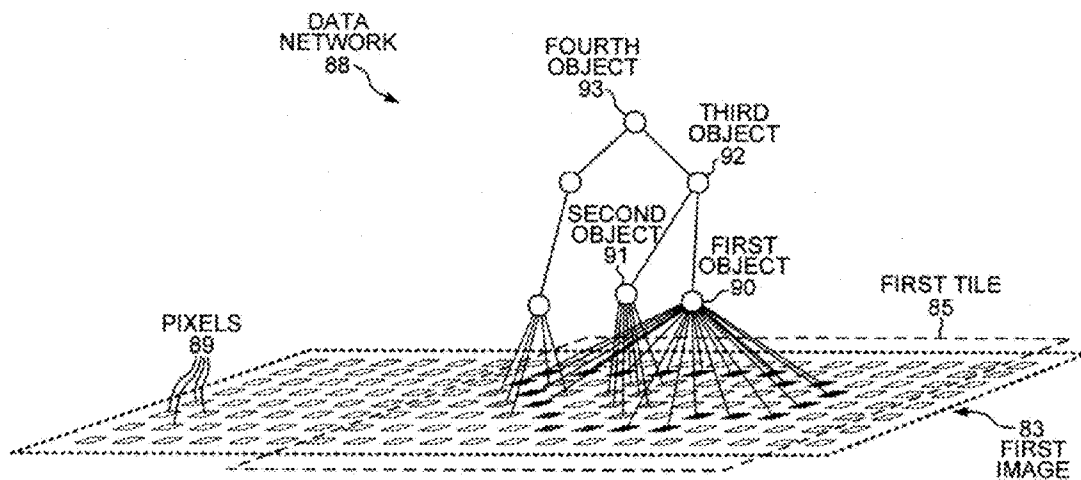 DATA
NETWORK
88
FOURTH
OBJECT
93
THIRD
OBJECT
92
SECOND
OBJECT
91
FIRST
OBJECT
90
FIRST TILE
85
PIXELS
89
83
FIRST
IMAGE